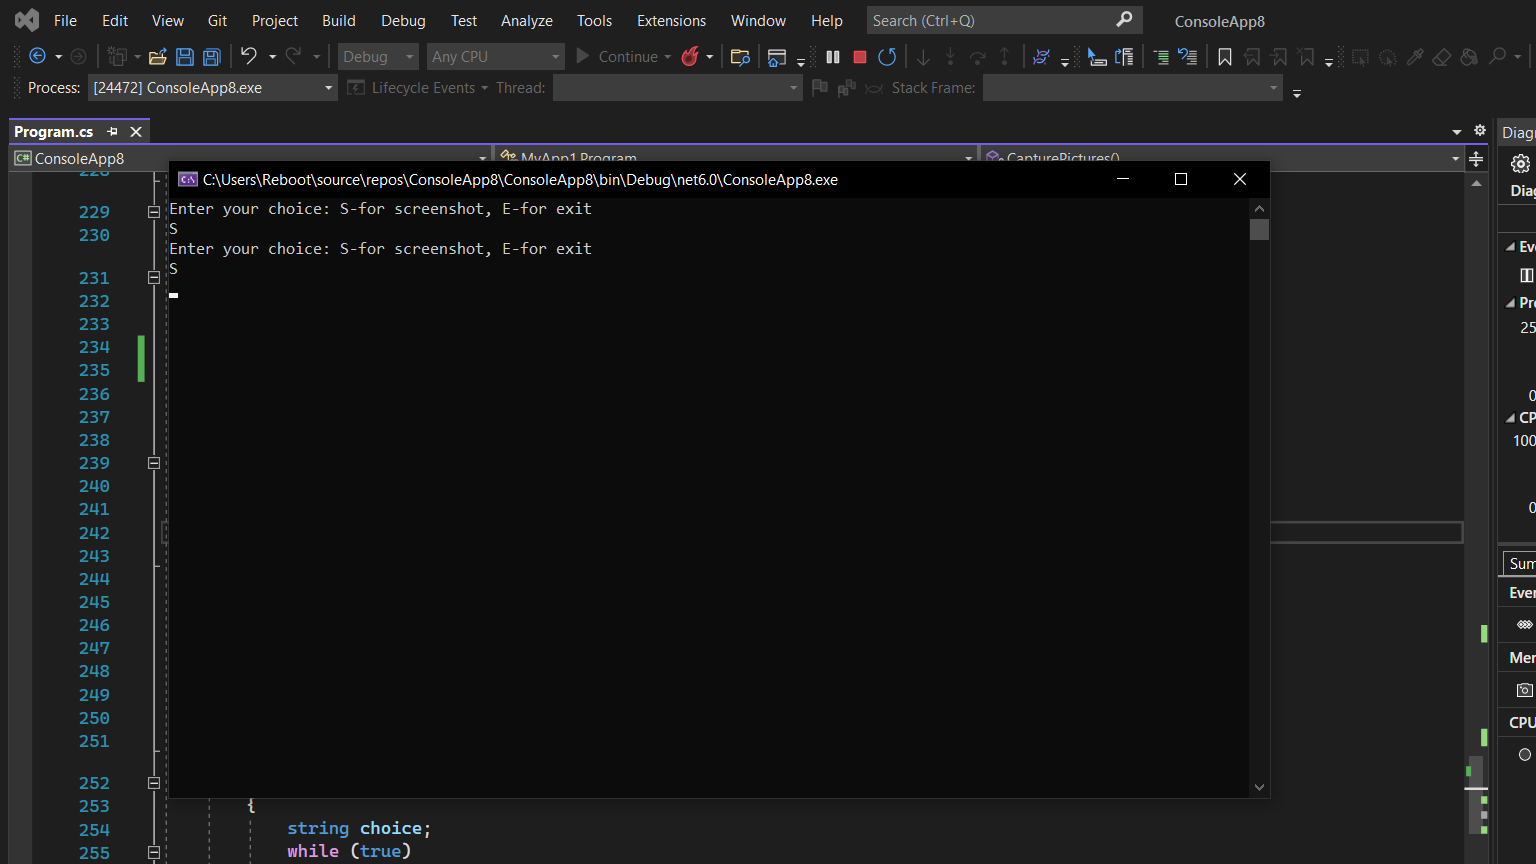 File Edit View Git Project Build Debug Test Analyze Tools Extensions Window Help Search (Ctrl+Q) ConsoleApp8
Debug Any CPU Continue
Process: [24472] ConsoleApp8.exe Lifecycle Events Thread: Stack Frame:
Program.cs
ConsoleApp8 MyApp1.Program CapturePictures()
C:\Users\Reboot\source\repos\ConsoleApp8\ConsoleApp8\bin\Debug\net6.0\ConsoleApp8.exe
Enter your choice: S-for screenshot, E-for exit
S
Enter your choice: S-for screenshot, E-for exit
S
228
229
230
231
232
233
234
235
236
237
238
239
240
241
242
243
244
245
246
247
248
249
250
251
252
253 {
254 string choice;
255 while (true)
Diagn
Diag
Eve
Pro
25
0
CP
100
0
Sum
Even
Mem
CPU